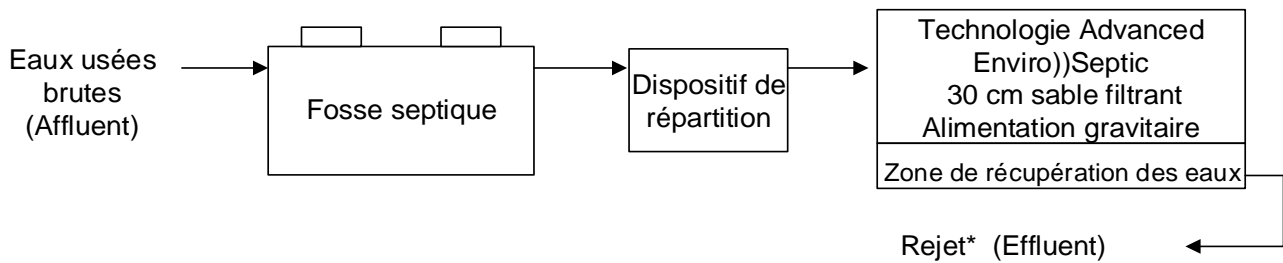 Eaux usées
brutes
(Affluent)
Fosse septique
Dispositif de
répartition
Technologie Advanced
Enviro))Septic
30 cm sable filtrant
Alimentation gravitaire
Zone de récupération des eaux
Rejet* (Effluent)